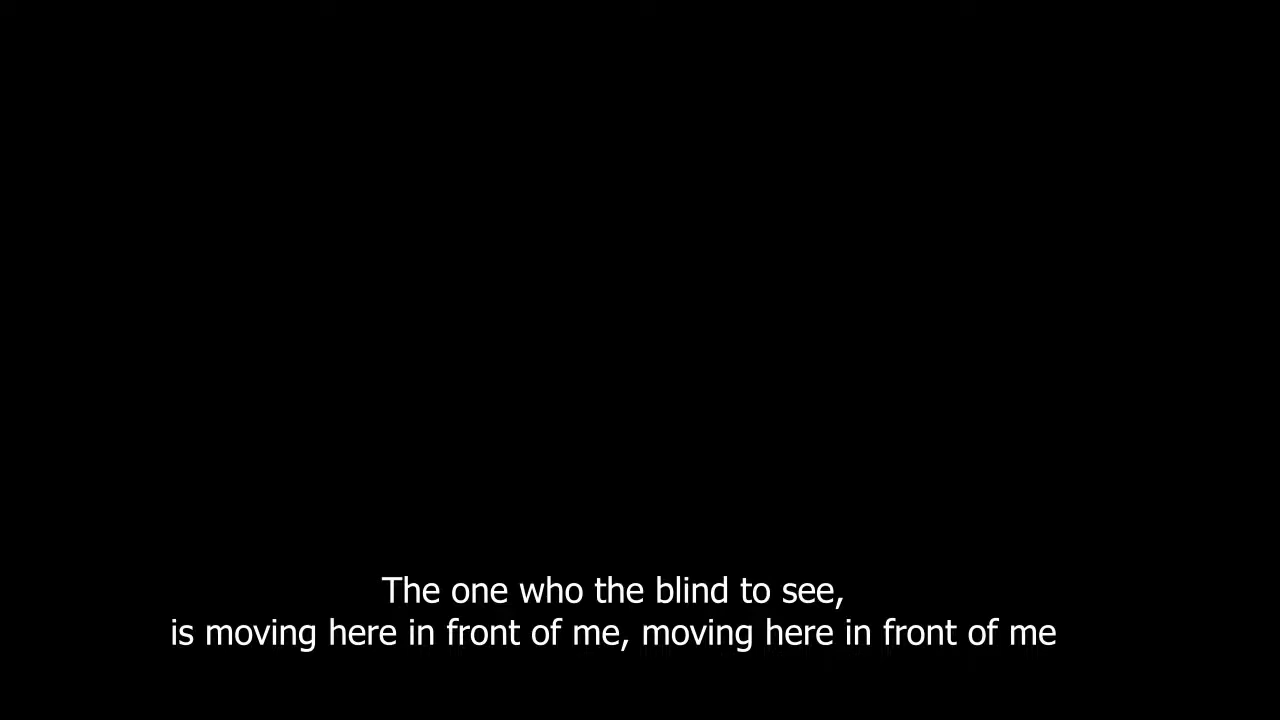 The one who the blind to see,
is moving here in front of me, moving here in front of me